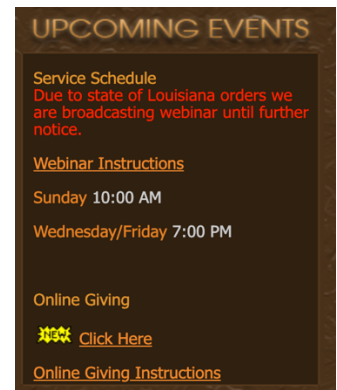 UPCOMING EVENTS
Service Schedule
Due to state of Louisiana orders we
are broadcasting webinar until further
notice.
Webinar Instructions
Sunday 10:00 AM
Wednesday/Friday 7:00 PM
Online Giving
NEW Click Here
Online Giving Instructions